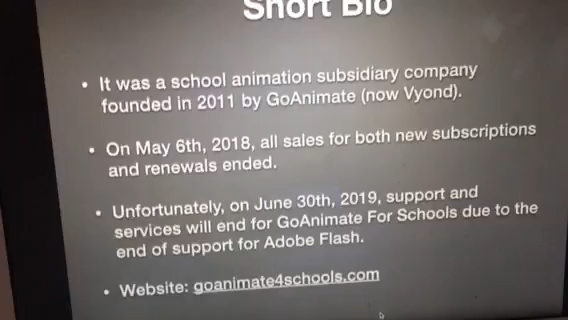 Short Bio
• It was a school animation subsidiary company
founded in 2011 by GoAnimate (now Vyond).
• On May 6th, 2018, all sales for both new subscriptions
and renewals ended.
• Unfortunately, on June 30th, 2019, support and
services will end for GoAnimate For Schools due to the
end of support for Adobe Flash.
• Website: goanimate4schools.com